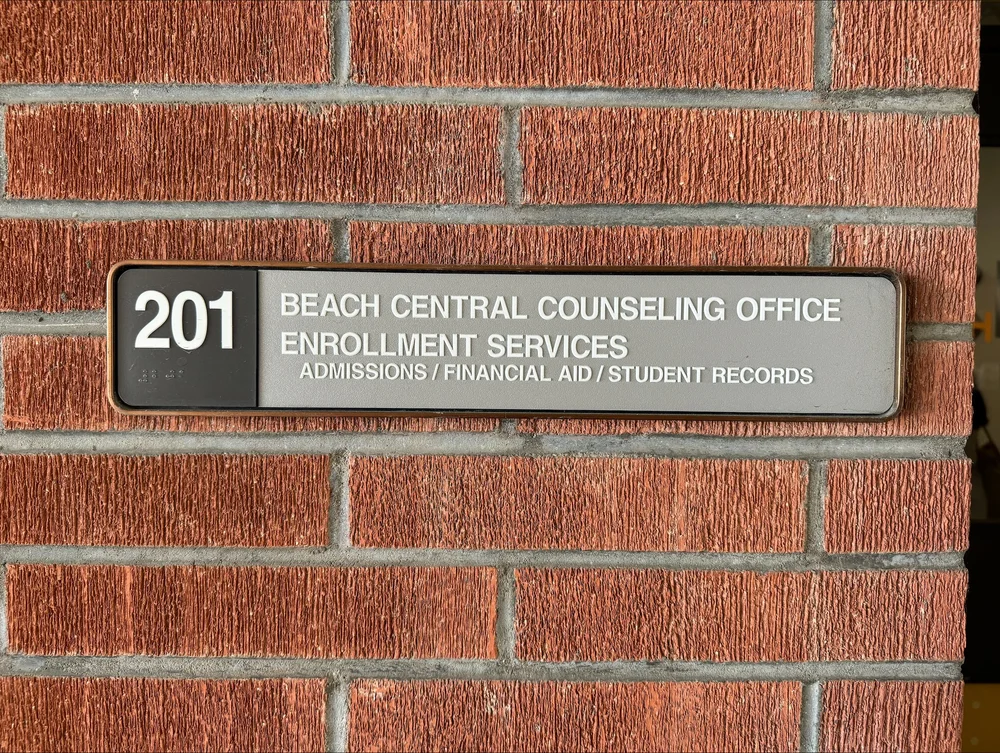 201
BEACH CENTRAL COUNSELING OFFICE
ENROLLMENT SERVICES
ADMISSIONS / FINANCIAL AID / STUDENT RECORDS